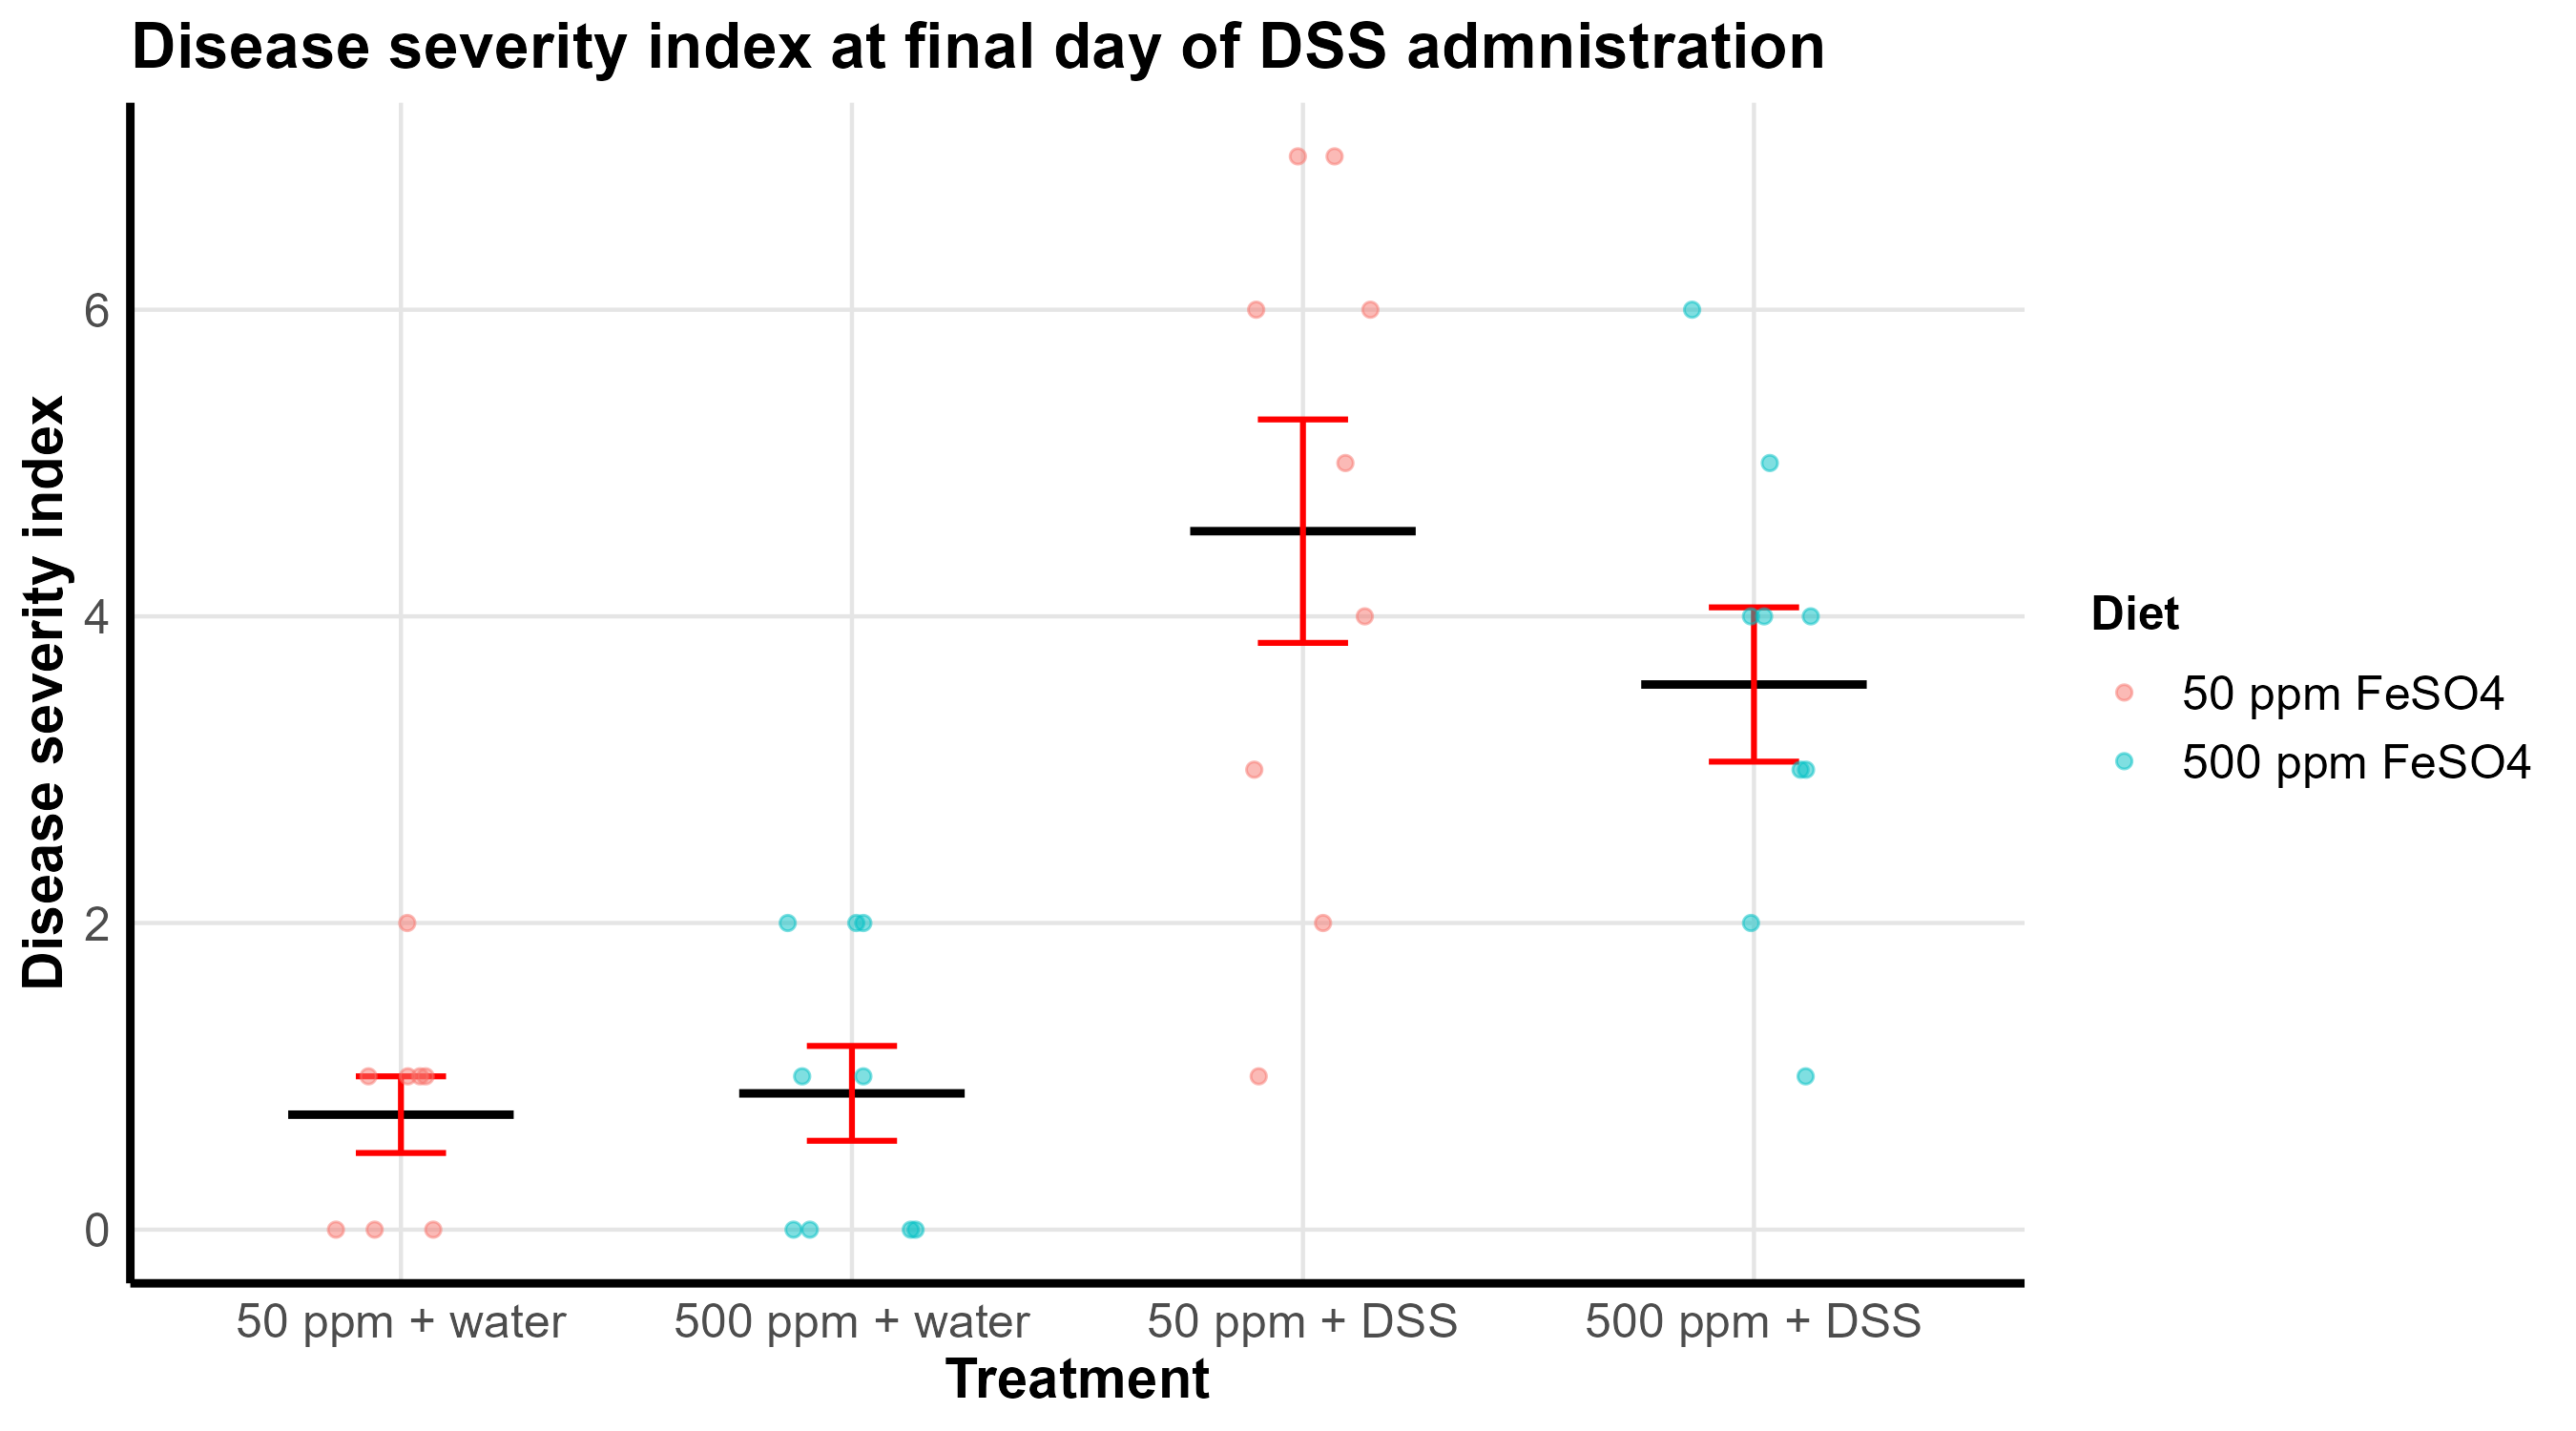 Disease severity index at final day of DSS admnistration
Disease severity index
6
4
2
0
50 ppm + water
500 ppm + water
50 ppm + DSS
500 ppm + DSS
Treatment
Diet
50 ppm FeSO4
500 ppm FeSO4